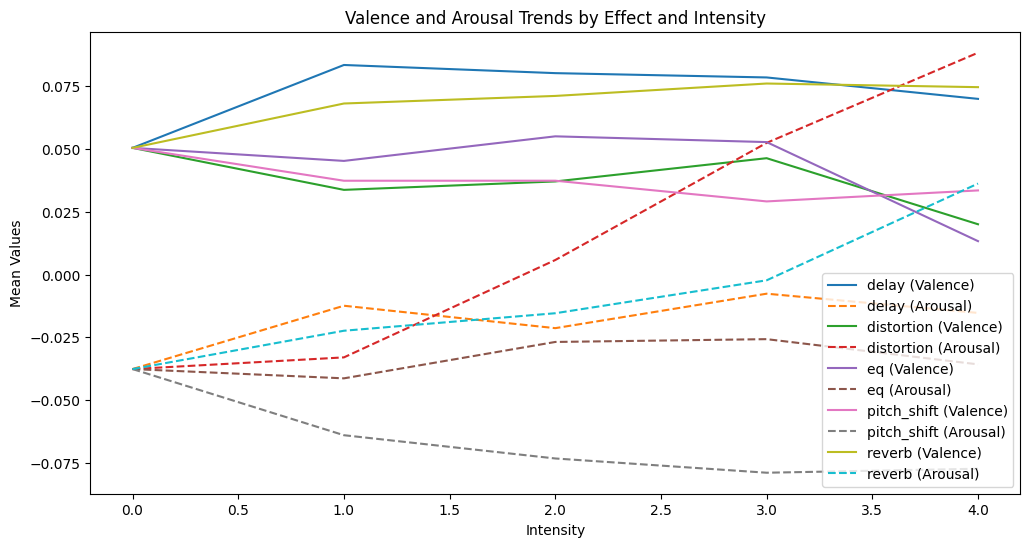 Valence and Arousal Trends by Effect and Intensity
Mean Values
0.075
0.050
0.025
0.000
−0.025
−0.050
−0.075
delay (Valence)
delay (Arousal)
distortion (Valence)
distortion (Arousal)
eq (Valence)
eq (Arousal)
pitch_shift (Valence)
pitch_shift (Arousal)
reverb (Valence)
reverb (Arousal)
0.0 0.5 1.0 1.5 2.0 2.5 3.0 3.5 4.0
Intensity